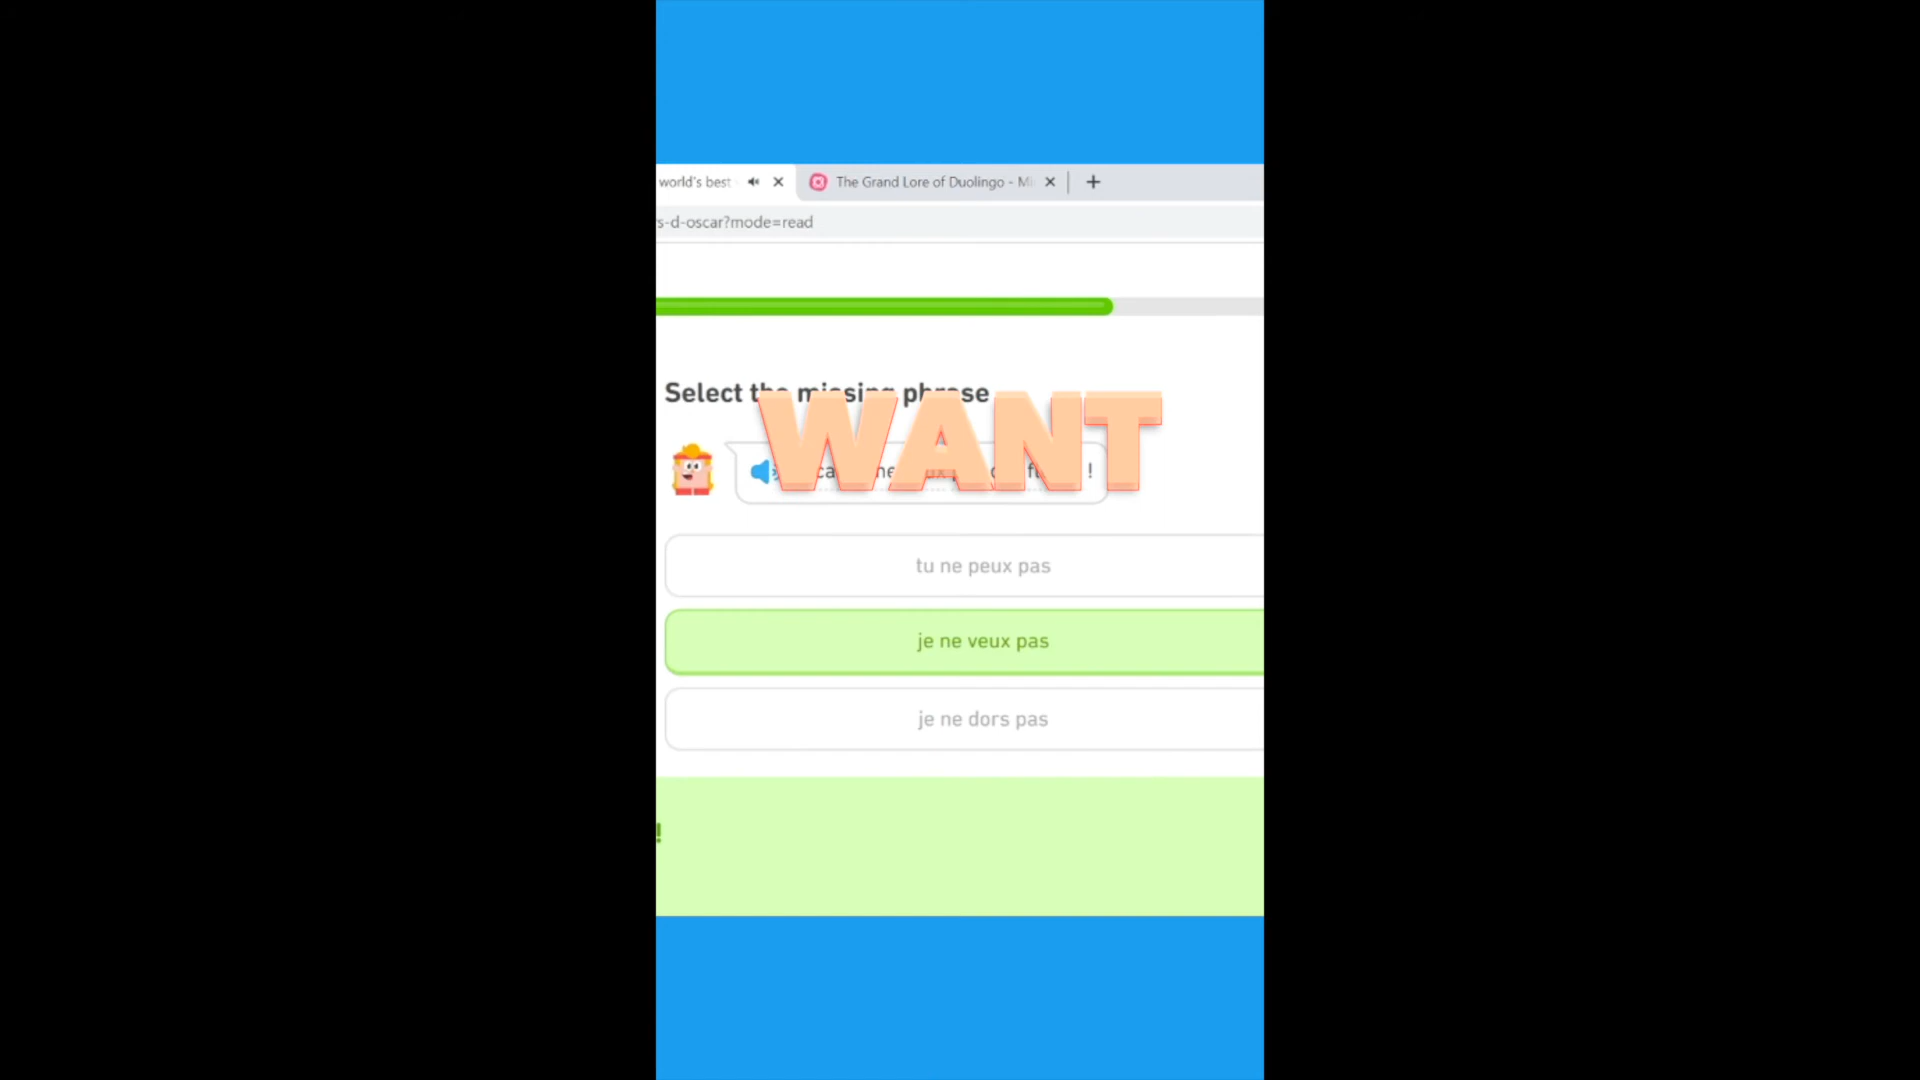 world's best
The Grand Lore of Duolingo - Mi
s-d-oscar?mode=read
Select the missing phrase
WANT
!
tu ne peux pas
je ne veux pas
je ne dors pas
!